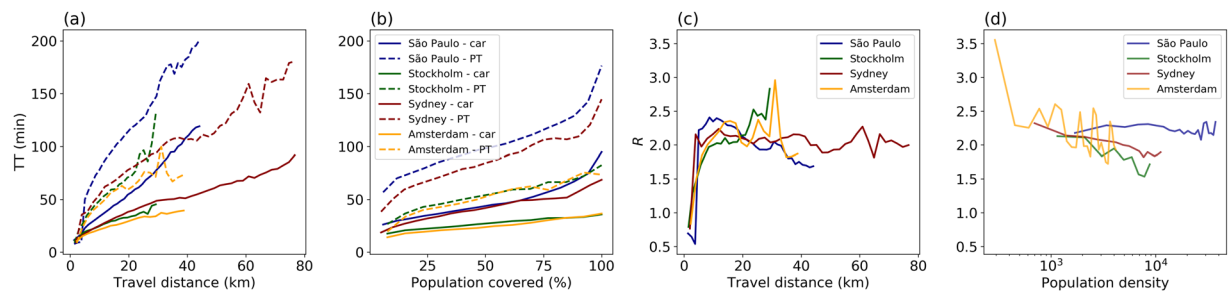 (a)
200
150
100
50
0
TT (min)
0 20 40 60 80
Travel distance (km)
(b)
200
150
100
50
0
São Paulo - car
São Paulo - PT
Stockholm - car
Stockholm - PT
Sydney - car
Sydney - PT
Amsterdam - car
Amsterdam - PT
25 50 75 100
Population covered (%)
(c)
3.5
3.0
2.5
2.0
1.5
1.0
0.5
R
São Paulo
Stockholm
Sydney
Amsterdam
0 20 40 60 80
Travel distance (km)
(d)
3.5
3.0
2.5
2.0
1.5
1.0
0.5
São Paulo
Stockholm
Sydney
Amsterdam
10³ 10⁴
Population density